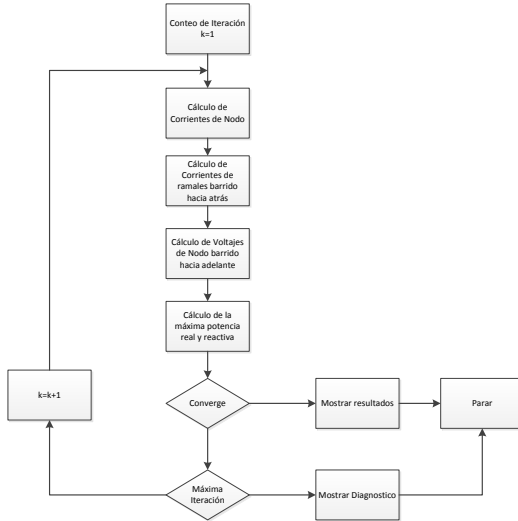 Conteo de Iteración
k=1
Cálculo de
Corrientes de Nodo
Cálculo de
Corrientes de
ramales barrido
hacia atrás
Cálculo de Voltajes
de Nodo barrido
hacia adelante
Cálculo de la
máxima potencia
real y reactiva
k=k+1
Converge
Mostrar resultados
Parar
Máxima
Iteración
Mostrar Diagnostico